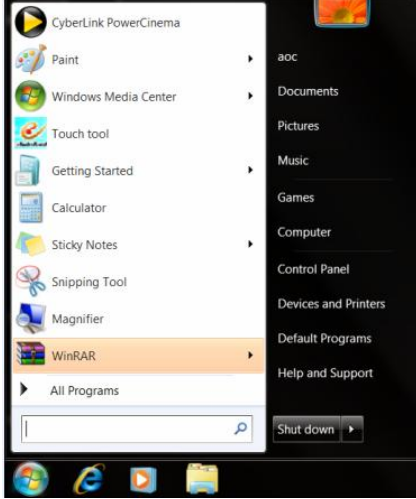 CyberLink PowerCinema
Paint
Windows Media Center
Touch tool
Getting Started
Calculator
Sticky Notes
Snipping Tool
Magnifier
WinRAR
All Programs
aoc
Documents
Pictures
Music
Games
Computer
Control Panel
Devices and Printers
Default Programs
Help and Support
Shut down